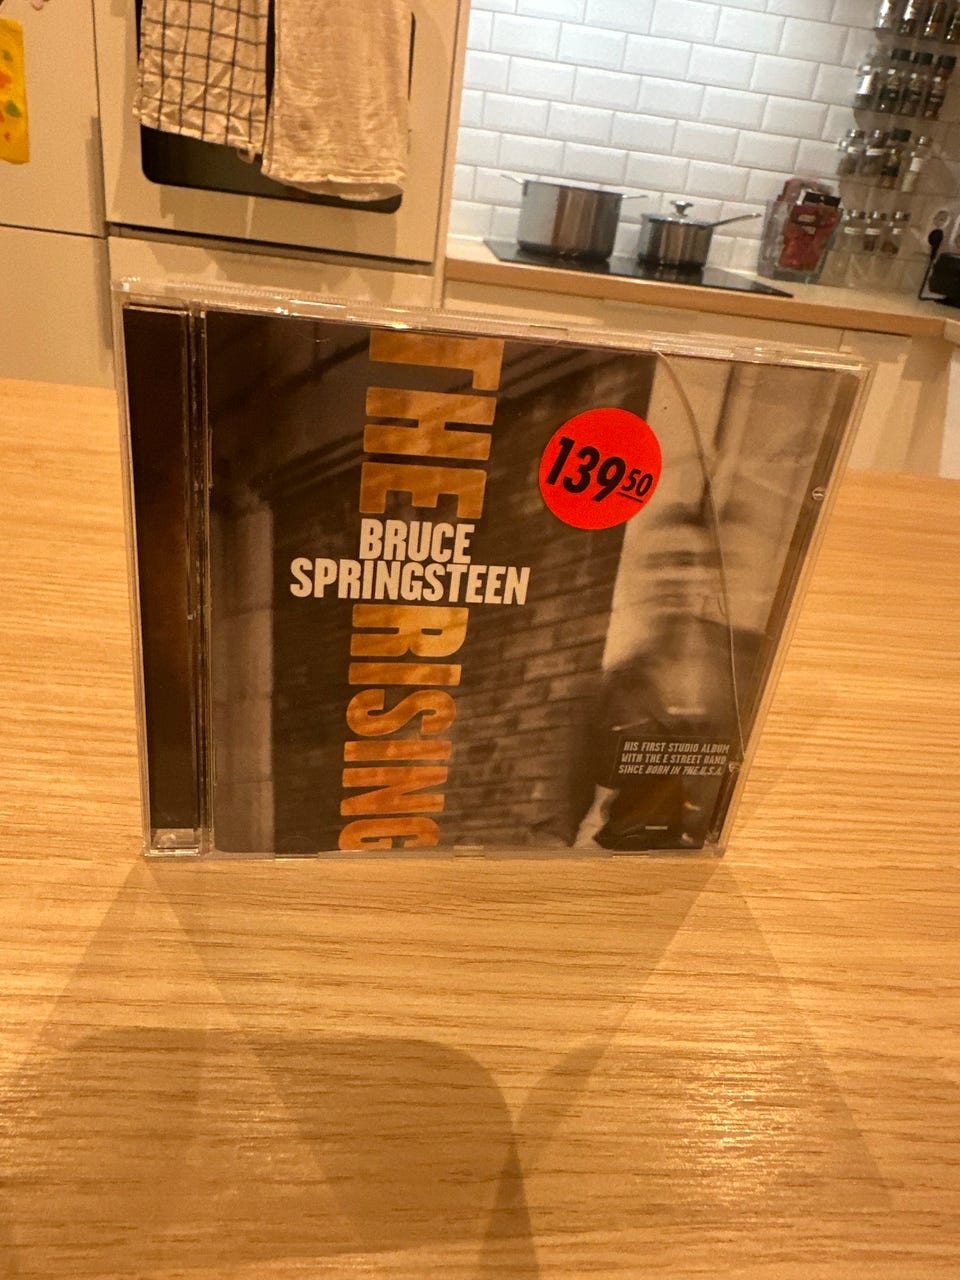 THE
BRUCE
SPRINGSTEEN
RISING
139 50
HIS FIRST STUDIO ALBUM
WITH THE E STREET BAND
SINCE BORN IN THE U.S.A.